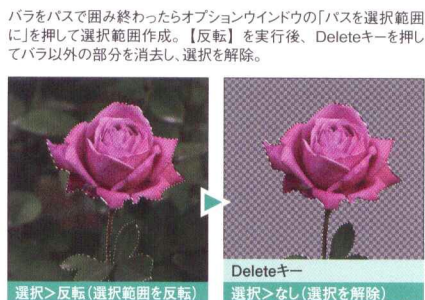 バラをパスで囲み終わったらオプションウインドウの「パスを選択範囲
に」を押して選択範囲作成。【反転】を実行後、Deleteキーを押し
てバラ以外の部分を消去し、選択を解除。
選択＞反転（選択範囲を反転）
Deleteキー
選択＞なし（選択を解除）